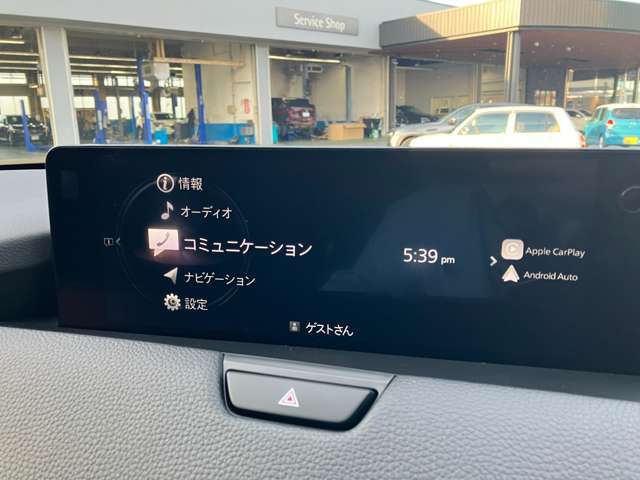 Service Shop
情報
オーディオ
コミュニケーション
ナビゲーション
設定
5:39 pm
Apple CarPlay
Android Auto
ゲストさん